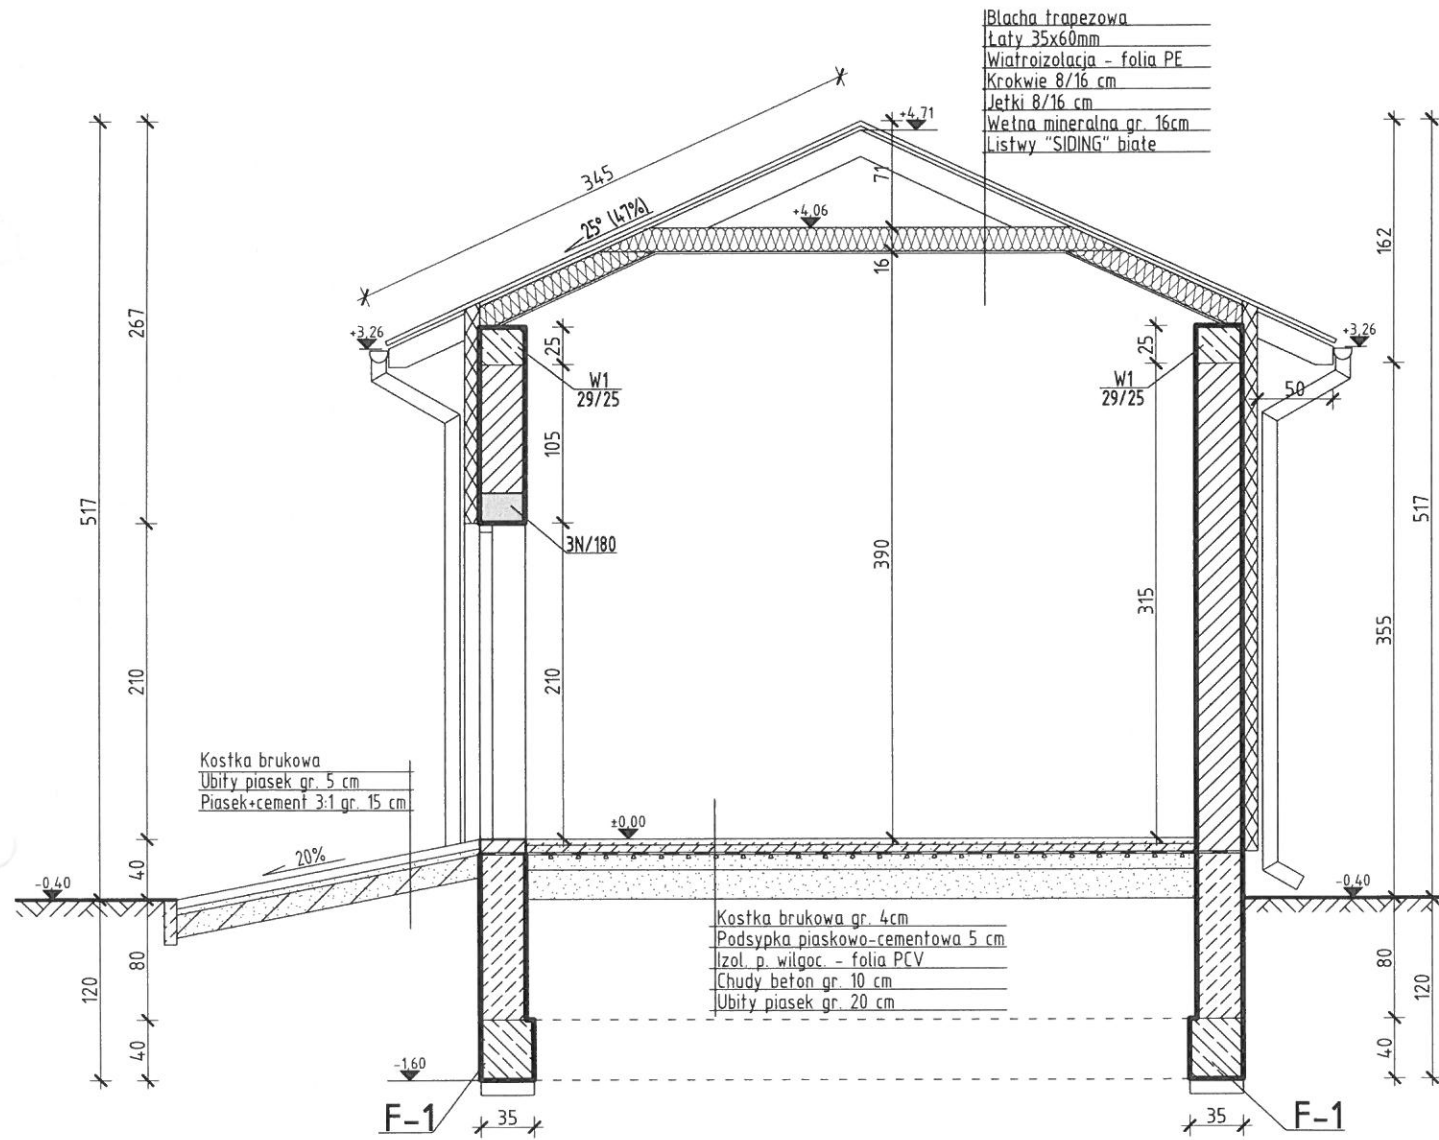 Blacha trapezowa
Łaty 35x60mm
Wiatroizolacja - folia PE
Krokwie 8/16 cm
Jętki 8/16 cm
Wełna mineralna gr. 16cm
Listwy "SIDING" białe
+4,71
345
71
25° (47%)
+4,06
162
16
267
+3,26
+3,26
25
25
W1
29/25
W1
29/25
50
105
517
517
3N/180
390
315
355
210
210
Kostka brukowa
Ubity piasek gr. 5 cm
Piasek+cement 3:1 gr. 15 cm
±0,00
20%
40
-0,40
-0,40
Kostka brukowa gr. 4cm
Podsypka piaskowo-cementowa 5 cm
Izol. p. wilgoc. - folia PCV
Chudy beton gr. 10 cm
Ubity piasek gr. 20 cm
80
80
120
120
40
40
-1,60
F-1
35
35
F-1